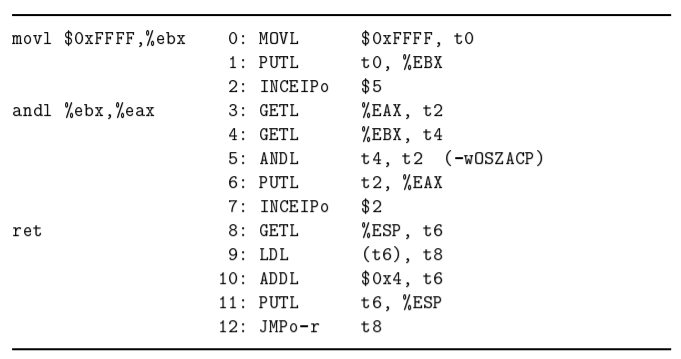 movl $0xFFFF,%ebx 0: MOVL $0xFFFF, t0
1: PUTL t0, %EBX
2: INCEIPo $5
andl %ebx,%eax 3: GETL %EAX, t2
4: GETL %EBX, t4
5: ANDL t4, t2 (-wOSZACP)
6: PUTL t2, %EAX
7: INCEIPo $2
ret 8: GETL %ESP, t6
9: LDL (t6), t8
10: ADDL $0x4, t6
11: PUTL t6, %ESP
12: JMPo-r t8